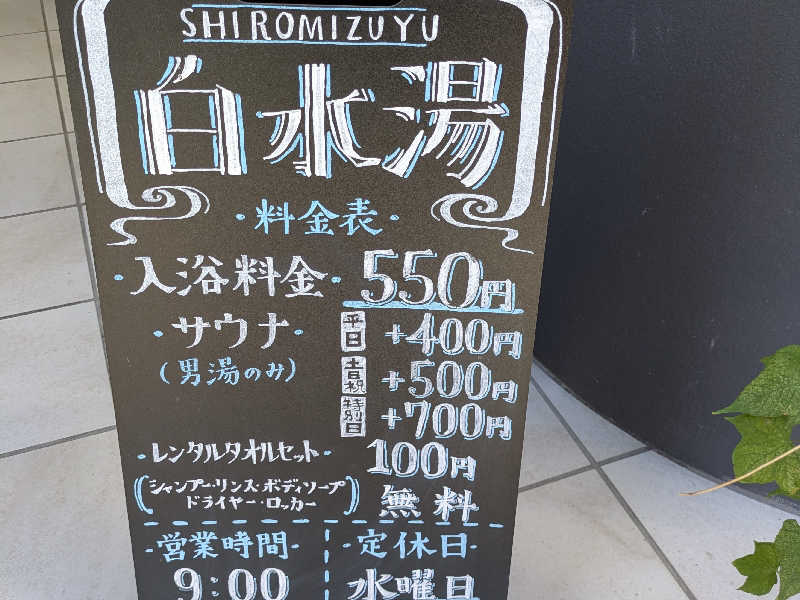 SHIROMIZUYU
白水湯
・料金表・
・入浴料金・ 550円
・サウナ・ 平日 +400円
(男湯のみ) 土日祝 +500円
特別日 +700円
・レンタルタオルセット・ 100円
(シャンプー・リンス・ボディソープ
ドライヤー・ロッカー) 無料
・営業時間・ ・定休日・
9:00 水曜日